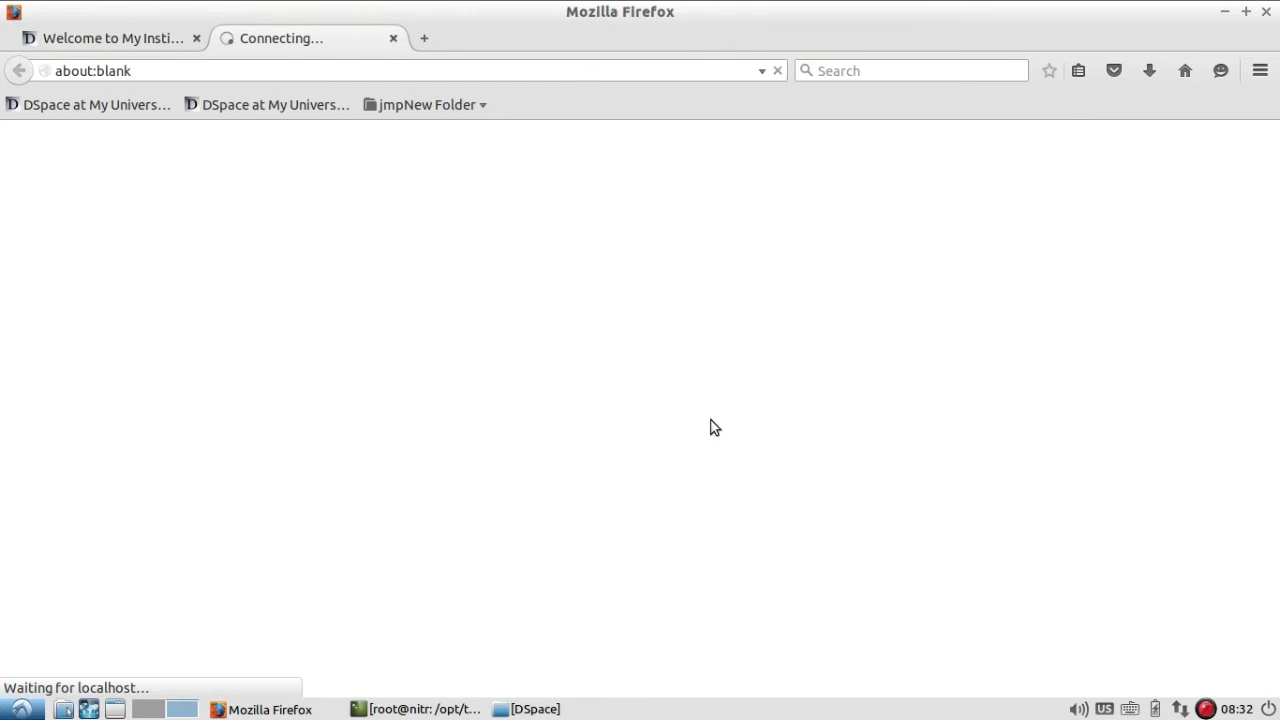 Mozilla Firefox
Welcome to My Insti...
Connecting...
about:blank
Search
DSpace at My Univers...
DSpace at My Univers...
jmpNew Folder
Waiting for localhost...
Mozilla Firefox
[root@nitr: /opt/t...
[DSpace]
US
08:32